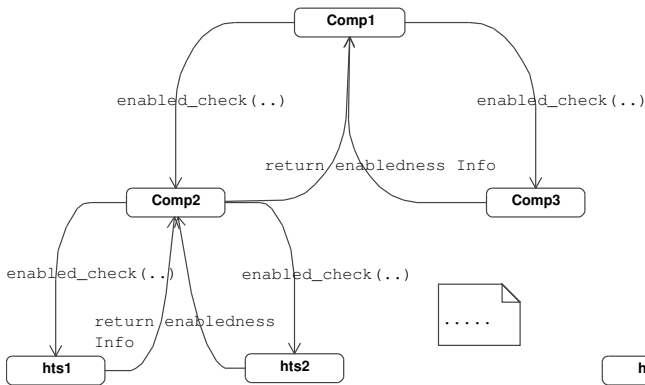 Comp1
enabled_check(..)
enabled_check(..)
return enabledness Info
Comp2
Comp3
enabled_check(..)
enabled_check(..)
return enabledness
Info
.....
hts1
hts2
h